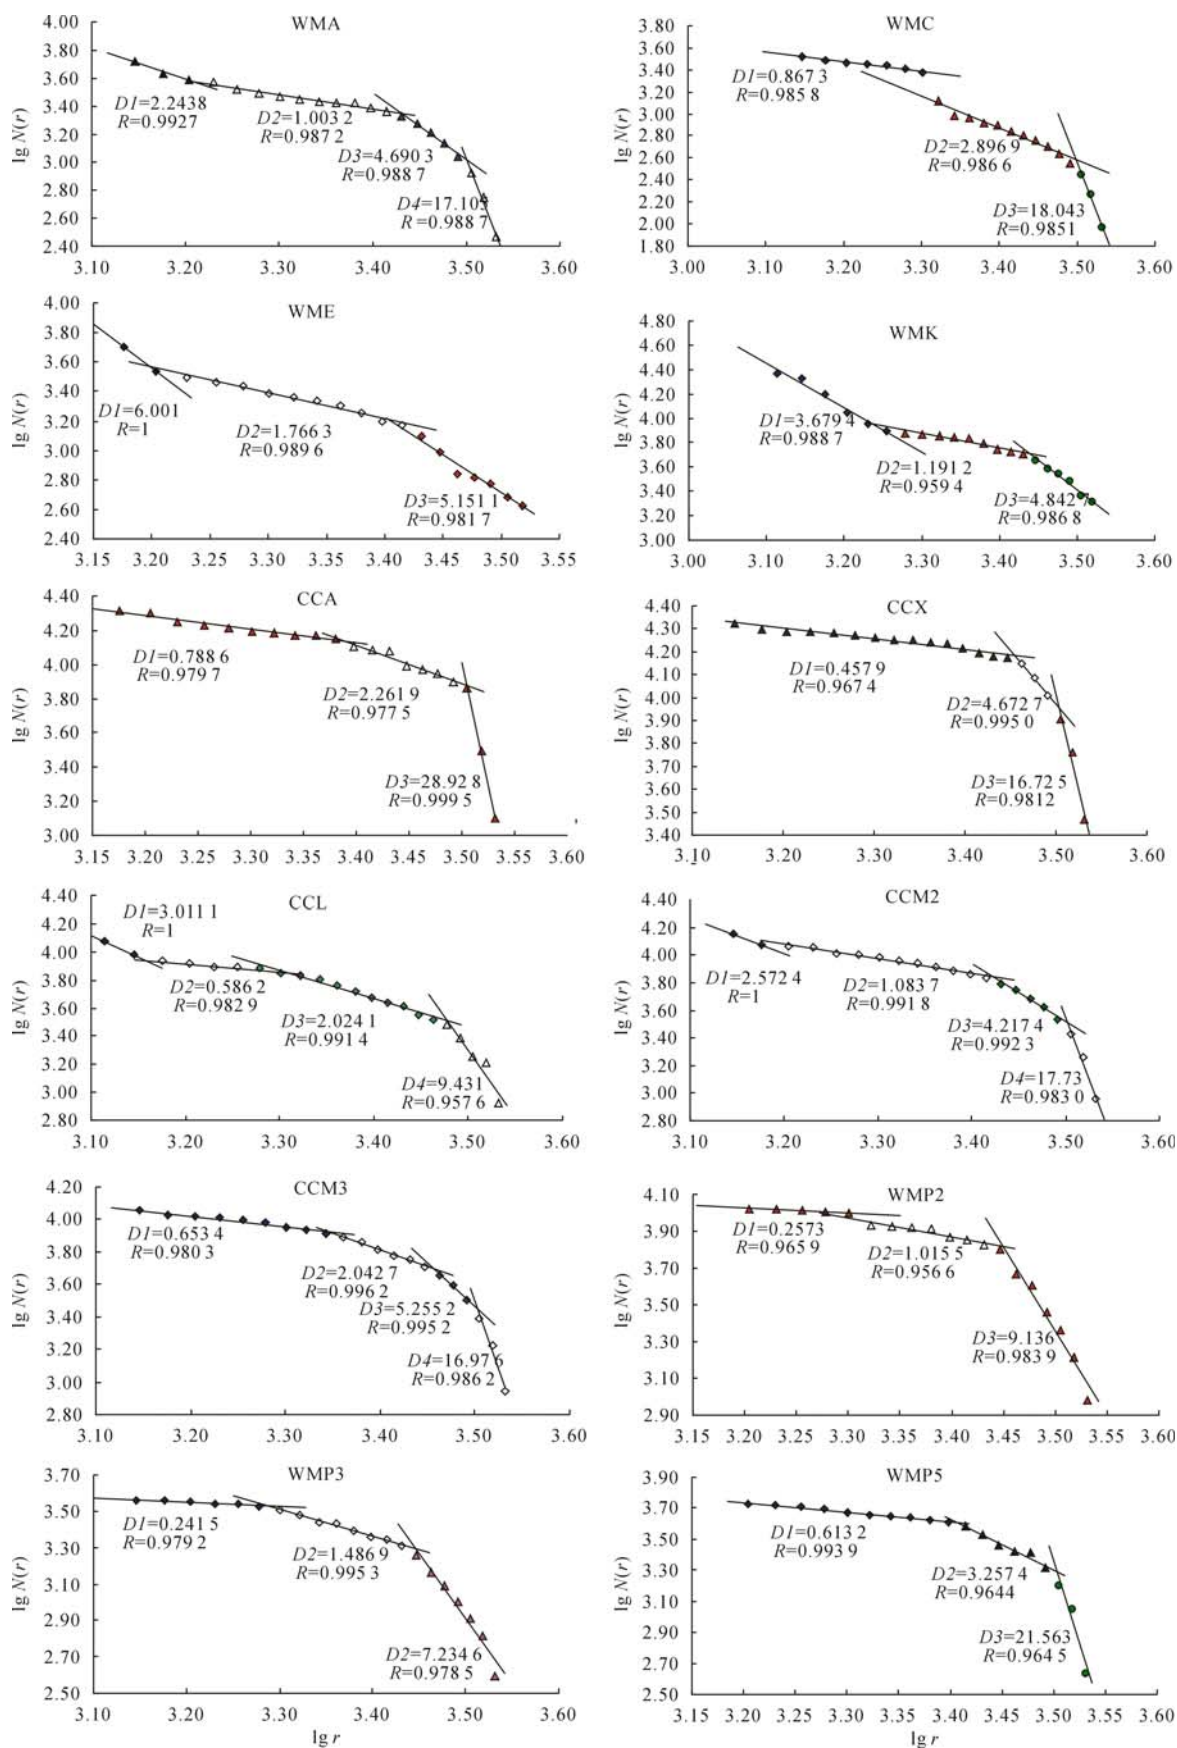 WMA
4.00
3.80
3.60
3.40
3.20
3.00
2.80
2.60
2.40
lg N(r)
D1=2.2438
R=0.9927
D2=1.003 2
R=0.987 2
D3=4.690 3
R=0.988 7
D4=17.105
R=0.988 7
3.10 3.20 3.30 3.40 3.50 3.60
WMC
4.00
3.80
3.60
3.40
3.20
3.00
2.80
2.60
2.40
2.20
2.00
1.80
lg N(r)
D1=0.867 3
R=0.985 8
D2=2.896 9
R=0.986 6
D3=18.043
R=0.9851
3.00 3.10 3.20 3.30 3.40 3.50 3.60
WME
4.00
3.80
3.60
3.40
3.20
3.00
2.80
2.60
2.40
lg N(r)
D1=6.001
R=1
D2=1.766 3
R=0.989 6
D3=5.151 1
R=0.981 7
3.15 3.20 3.25 3.30 3.35 3.40 3.45 3.50 3.55
WMK
4.80
4.60
4.40
4.20
4.00
3.80
3.60
3.40
3.20
3.00
lg N(r)
D1=3.679 4
R=0.988 7
D2=1.191 2
R=0.959 4
D3=4.842 7
R=0.986 8
3.00 3.10 3.20 3.30 3.40 3.50 3.60
CCA
4.40
4.20
4.00
3.80
3.60
3.40
3.20
3.00
lg N(r)
D1=0.788 6
R=0.979 7
D2=2.261 9
R=0.977 5
D3=28.92 8
R=0.999 5
3.15 3.20 3.25 3.30 3.35 3.40 3.45 3.50 3.55 3.60
CCX
4.40
4.30
4.20
4.10
4.00
3.90
3.80
3.70
3.60
3.50
3.40
lg N(r)
D1=0.457 9
R=0.967 4
D2=4.672 7
R=0.995 0
D3=16.72 5
R=0.9812
3.10 3.20 3.30 3.40 3.50 3.60
CCL
4.40
4.20
4.00
3.80
3.60
3.40
3.20
3.00
2.80
lg N(r)
D1=3.011 1
R=1
D2=0.586 2
R=0.982 9
D3=2.024 1
R=0.991 4
D4=9.431
R=0.957 6
3.10 3.20 3.30 3.40 3.50 3.60
CCM2
4.40
4.20
4.00
3.80
3.60
3.40
3.20
3.00
2.80
lg N(r)
D1=2.572 4
R=1
D2=1.083 7
R=0.991 8
D3=4.217 4
R=0.992 3
D4=17.73
R=0.983 0
3.10 3.20 3.30 3.40 3.50 3.60
CCM3
4.20
4.00
3.80
3.60
3.40
3.20
3.00
2.80
lg N(r)
D1=0.653 4
R=0.980 3
D2=2.042 7
R=0.996 2
D3=5.255 2
R=0.995 2
D4=16.97 6
R=0.986 2
3.10 3.20 3.30 3.40 3.50 3.60
WMP2
4.10
3.90
3.70
3.50
3.30
3.10
2.90
lg N(r)
D1=0.2573
R=0.965 9
D2=1.015 5
R=0.956 6
D3=9.136
R=0.983 9
3.15 3.20 3.25 3.30 3.35 3.40 3.45 3.50 3.55 3.60
WMP3
3.70
3.50
3.30
3.10
2.90
2.70
2.50
lg N(r)
D1=0.241 5
R=0.979 2
D2=1.486 9
R=0.995 3
D2=7.234 6
R=0.978 5
3.10 3.20 3.30 3.40 3.50 3.60
lg r
WMP5
3.90
3.70
3.50
3.30
3.10
2.90
2.70
2.50
lg N(r)
D1=0.613 2
R=0.993 9
D2=3.257 4
R=0.9644
D3=21.563
R=0.964 5
3.15 3.20 3.25 3.30 3.35 3.40 3.45 3.50 3.55 3.60
lg r